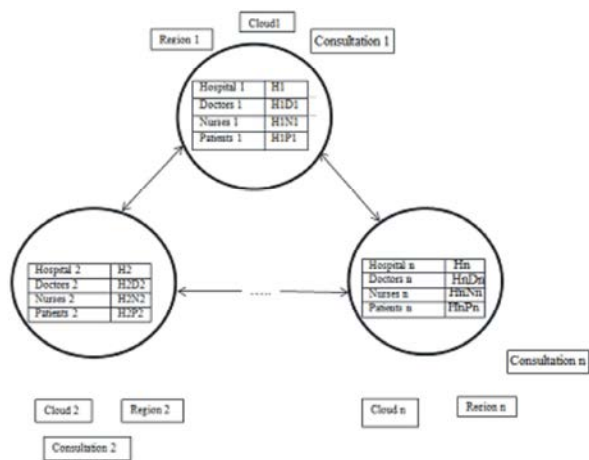 Cloud1
Region 1
Consultation 1
Hospital 1 H1
Doctors 1 H1D1
Nurses 1 H1N1
Patients 1 H1P1
Hospital 2 H2
Doctors 2 H2D2
Nurses 2 H2N2
Patients 2 H2P2
.....
Hospital n Hn
Doctors n HnDn
Nurses n HnNn
Patients n HnPn
Consultation n
Cloud 2 Region 2
Consultation 2
Cloud n Region n